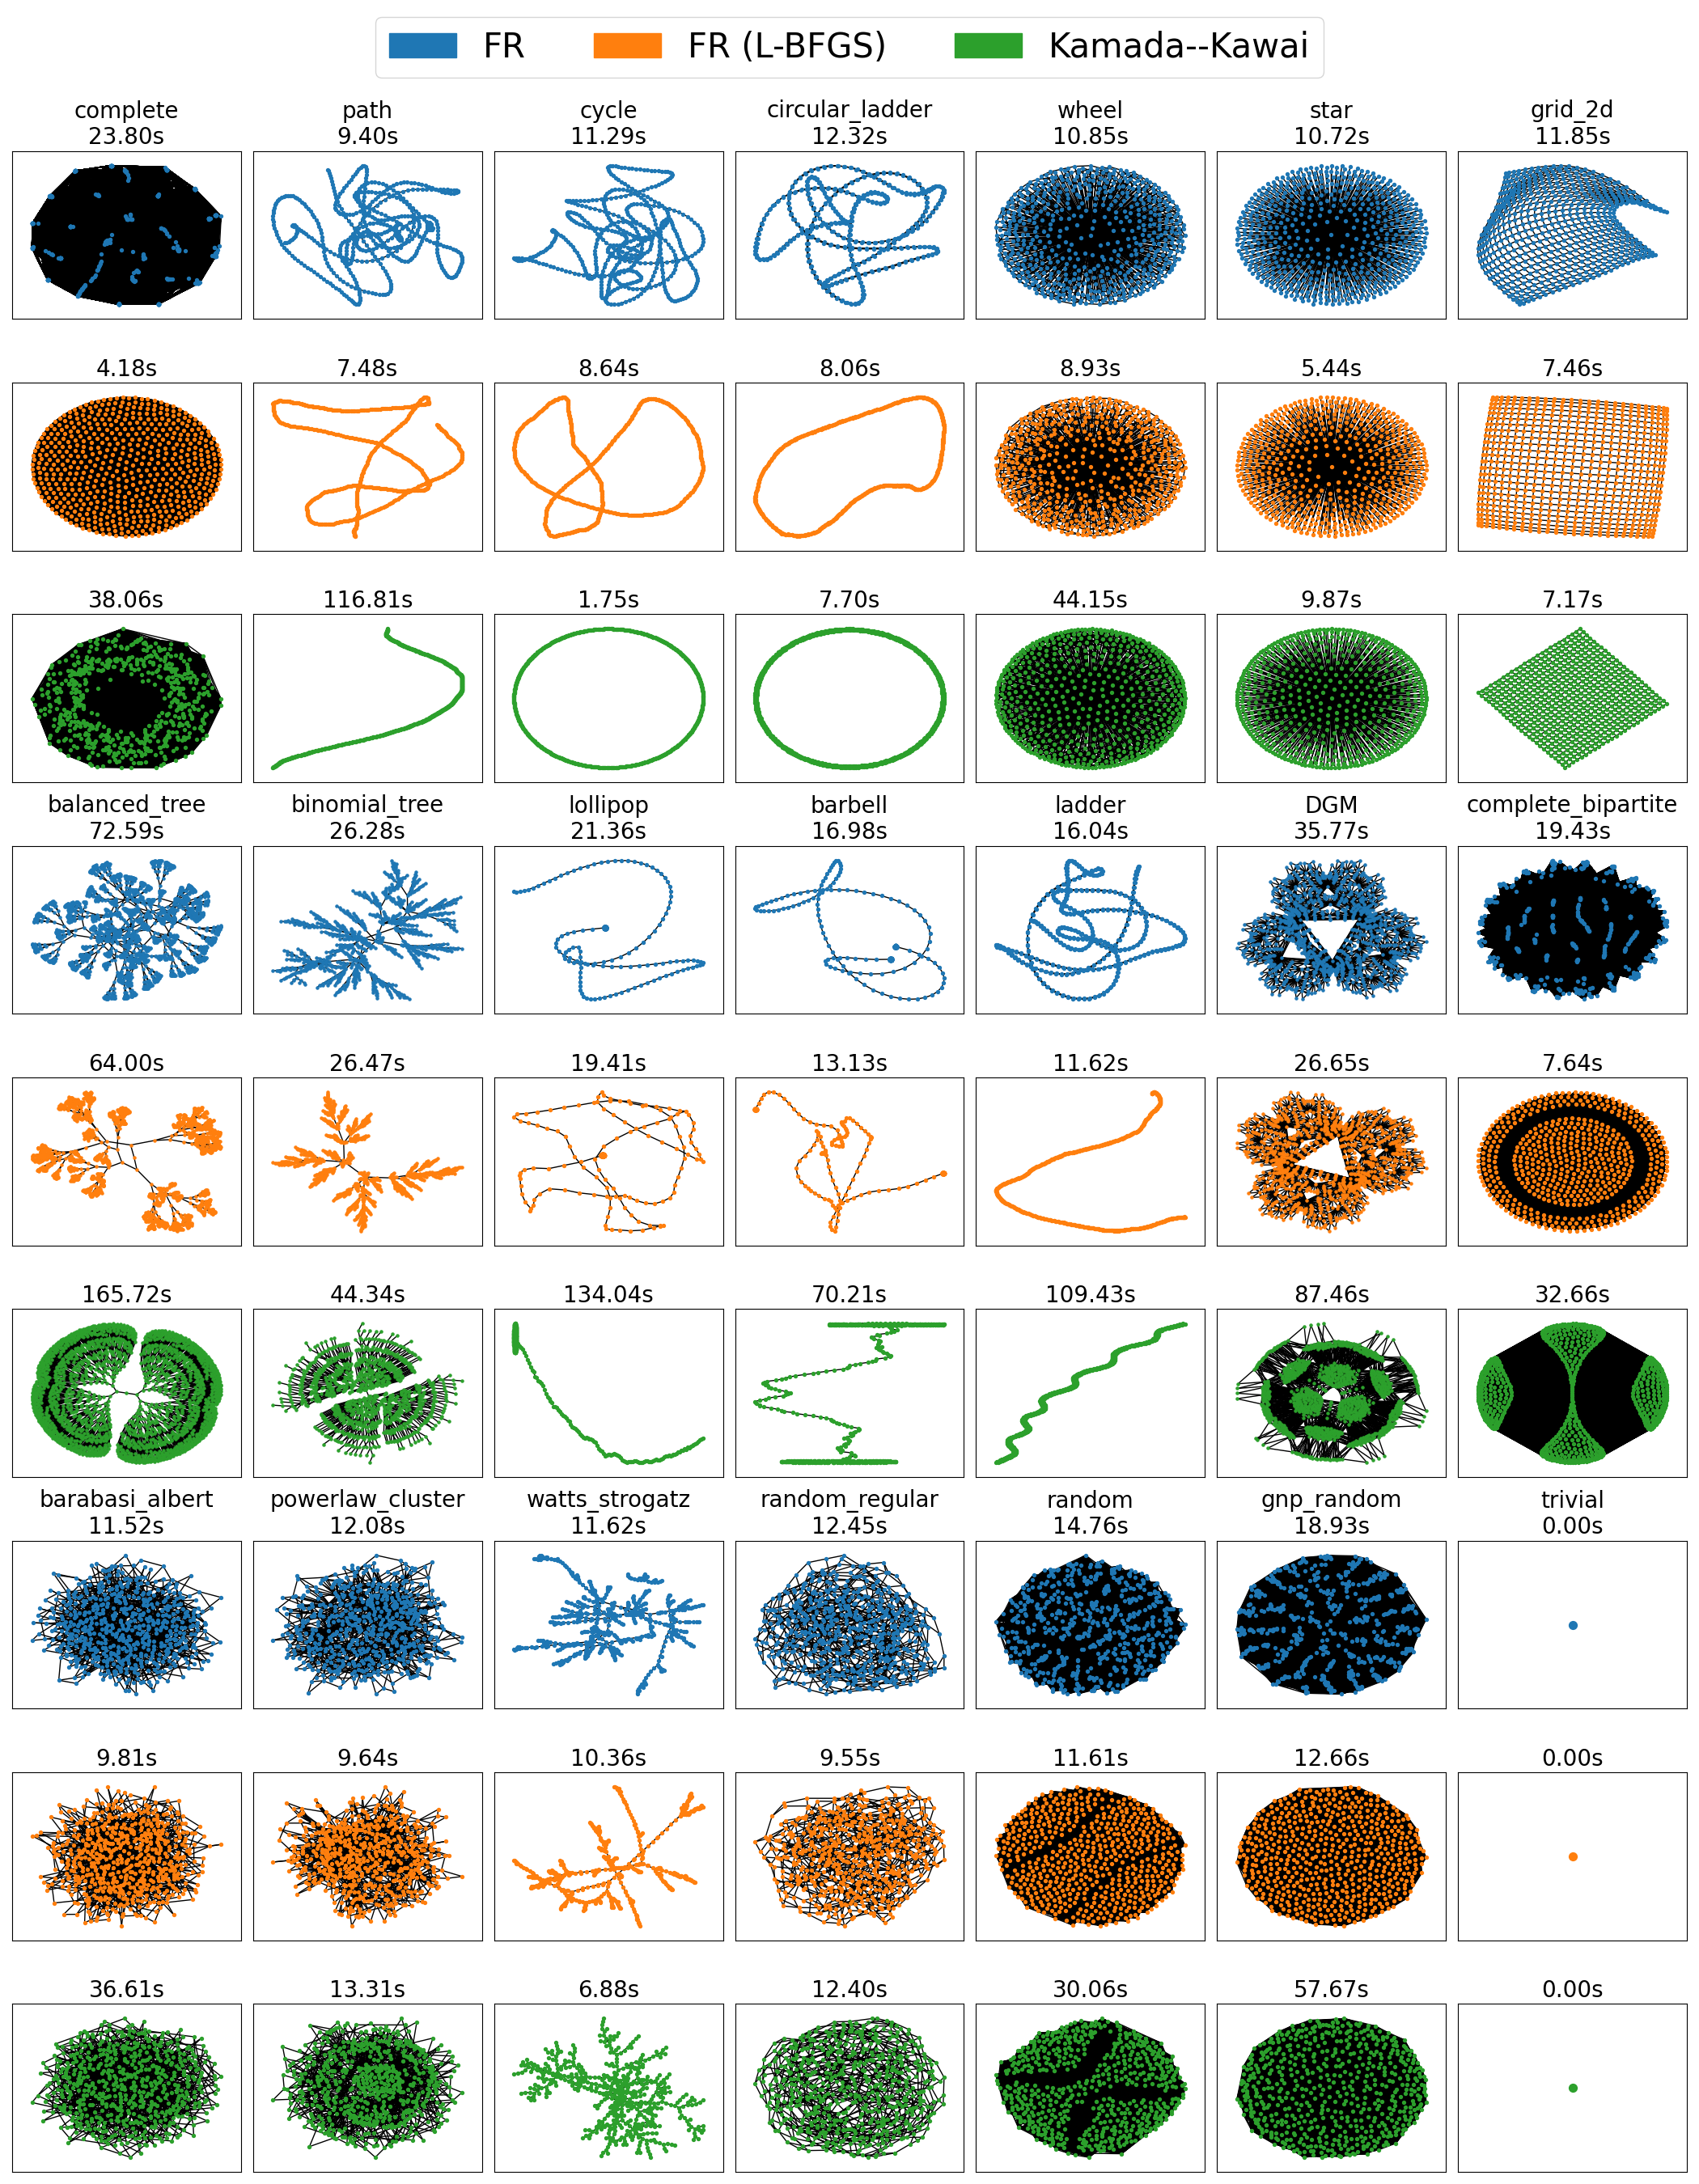 FR FR (L-BFGS) Kamada--Kawai
complete path cycle circular_ladder wheel star grid_2d
23.80s 9.40s 11.29s 12.32s 10.85s 10.72s 11.85s
4.18s 7.48s 8.64s 8.06s 8.93s 5.44s 7.46s
38.06s 116.81s 1.75s 7.70s 44.15s 9.87s 7.17s
balanced_tree binomial_tree lollipop barbell ladder DGM complete_bipartite
72.59s 26.28s 21.36s 16.98s 16.04s 35.77s 19.43s
64.00s 26.47s 19.41s 13.13s 11.62s 26.65s 7.64s
165.72s 44.34s 134.04s 70.21s 109.43s 87.46s 32.66s
barabasi_albert powerlaw_cluster watts_strogatz random_regular random gnp_random trivial
11.52s 12.08s 11.62s 12.45s 14.76s 18.93s 0.00s
9.81s 9.64s 10.36s 9.55s 11.61s 12.66s 0.00s
36.61s 13.31s 6.88s 12.40s 30.06s 57.67s 0.00s